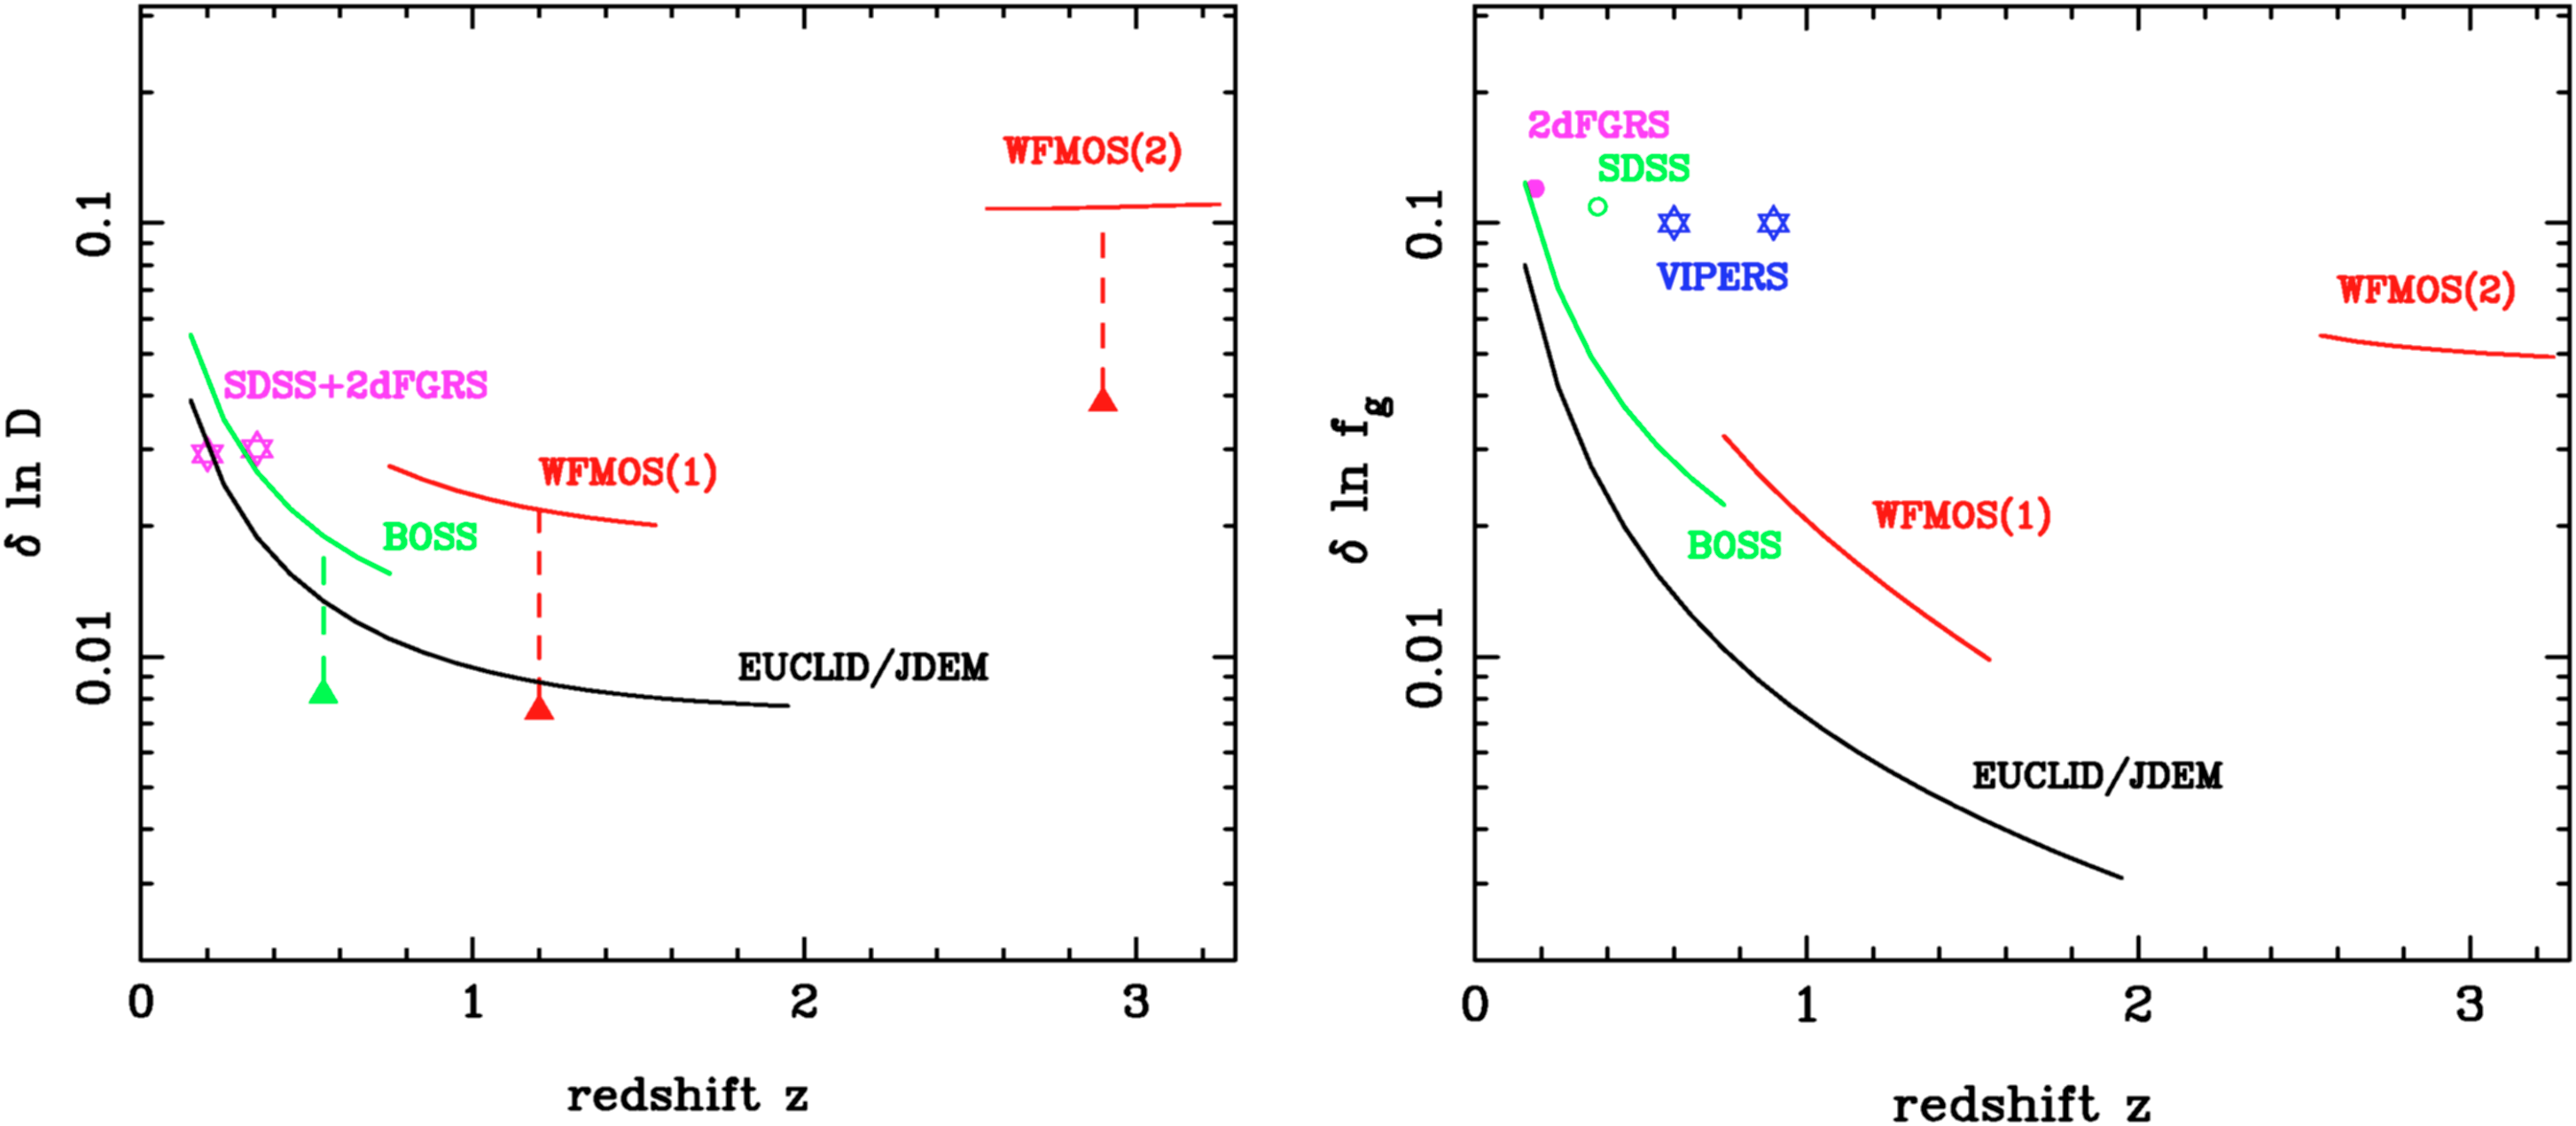 WFMOS(2)
0.1
SDSS+2dFGRS
WFMOS(1)
δ ln D
BOSS
0.01
EUCLID/JDEM
0 1 2 3
redshift z
2dFGRS
SDSS
0.1
VIPERS
WFMOS(2)
δ ln fg
WFMOS(1)
BOSS
0.01
EUCLID/JDEM
0 1 2 3
redshift z